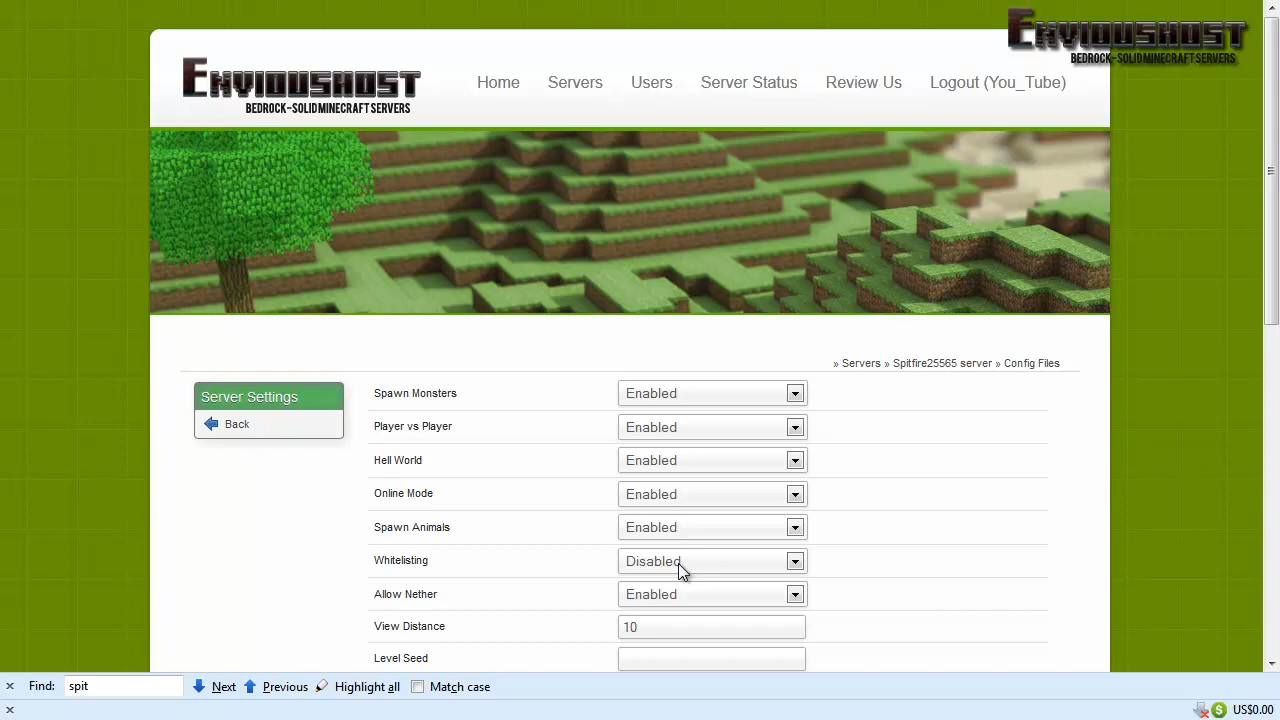 ENVIOUSHOST
BEDROCK-SOLID MINECRAFT SERVERS
ENVIOUSHOST
BEDROCK-SOLID MINECRAFT SERVERS
Home Servers Users Server Status Review Us Logout (You_Tube)
» Servers » Spitfire25565 server » Config Files
Server Settings
Back
Spawn Monsters Enabled
Player vs Player Enabled
Hell World Enabled
Online Mode Enabled
Spawn Animals Enabled
Whitelisting Disabled
Allow Nether Enabled
View Distance 10
Level Seed
× Find: spit Next Previous Highlight all Match case
× US$0.00